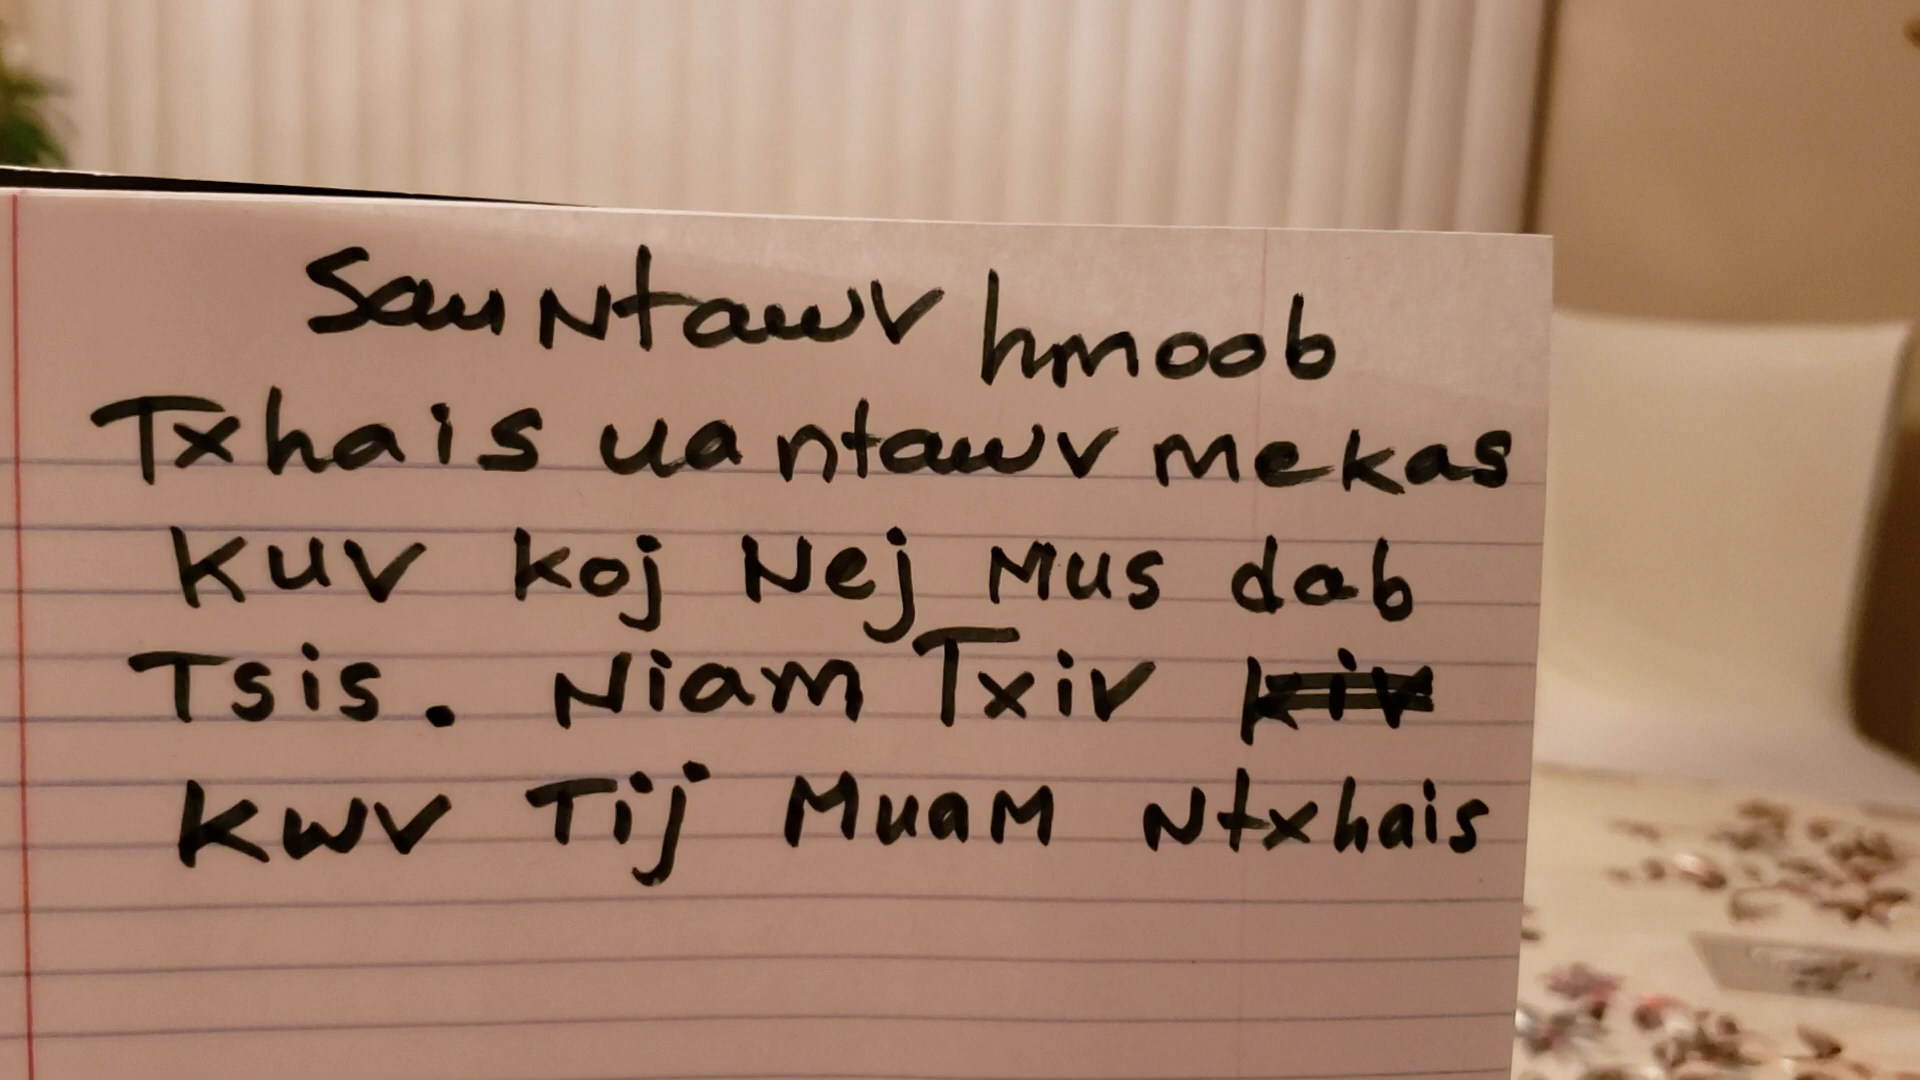 Sau Ntawv hmoob
Txhais ua ntawv mekas
Kuv koj Nej Mus dab
Tsis. Niam Txiv kiv
Kwv Tij Muam Ntxhais